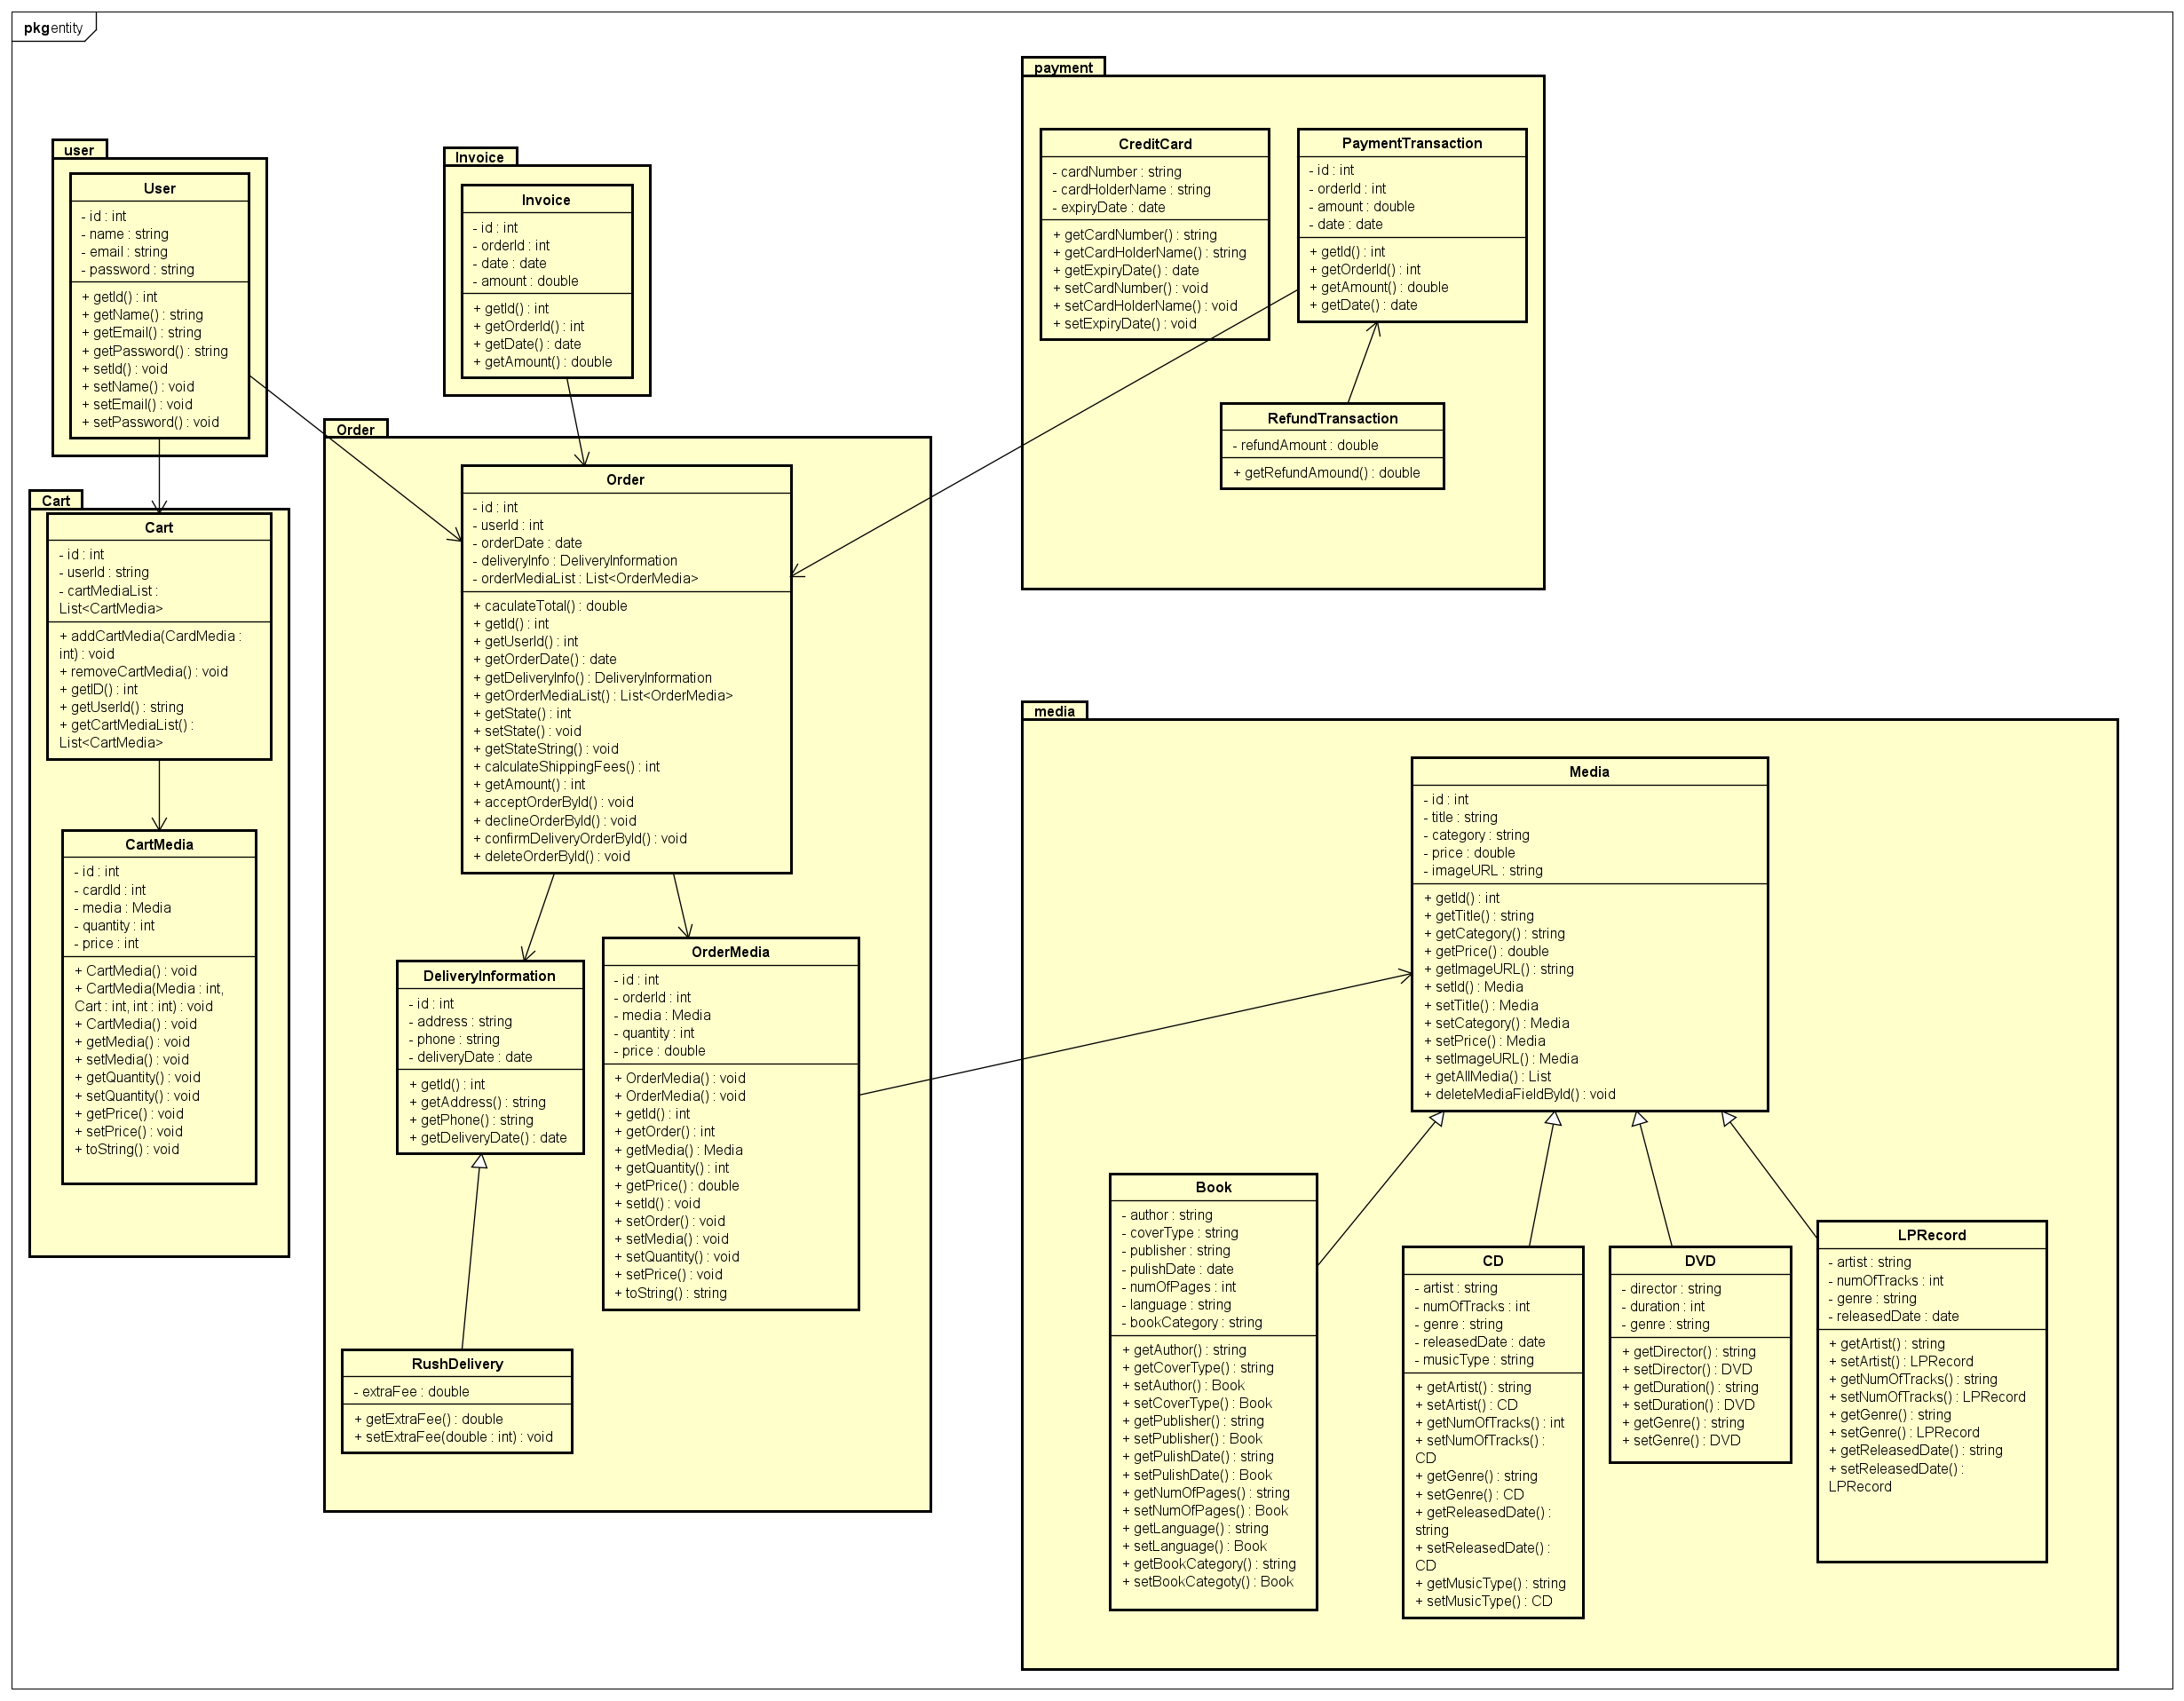 pkg entity
user
User
- id : int
- name : string
- email : string
- password : string
+ getId() : int
+ getName() : string
+ getEmail() : string
+ getPassword() : string
+ setId() : void
+ setName() : void
+ setEmail() : void
+ setPassword() : void
Invoice
Invoice
- id : int
- orderId : int
- date : date
- amount : double
+ getId() : int
+ getOrderId() : int
+ getDate() : date
+ getAmount() : double
payment
CreditCard
- cardNumber : string
- cardHolderName : string
- expiryDate : date
+ getCardNumber() : string
+ getCardHolderName() : string
+ getExpiryDate() : date
+ setCardNumber() : void
+ setCardHolderName() : void
+ setExpiryDate() : void
PaymentTransaction
- id : int
- orderId : int
- amount : double
- date : date
+ getId() : int
+ getOrderId() : int
+ getAmount() : double
+ getDate() : date
RefundTransaction
- refundAmount : double
+ getRefundAmound() : double
Cart
Cart
- id : int
- userId : string
- cartMediaList :
List<CartMedia>
+ addCartMedia(CardMedia :
int) : void
+ removeCartMedia() : void
+ getID() : int
+ getUserId() : string
+ getCartMediaList() :
List<CartMedia>
CartMedia
- id : int
- cardId : int
- media : Media
- quantity : int
- price : int
+ CartMedia() : void
+ CartMedia(Media : int,
Cart : int, int : int) : void
+ CartMedia() : void
+ getMedia() : void
+ setMedia() : void
+ getQuantity() : void
+ setQuantity() : void
+ getPrice() : void
+ setPrice() : void
+ toString() : void
Order
Order
- id : int
- userId : int
- orderDate : date
- deliveryInfo : DeliveryInformation
- orderMediaList : List<OrderMedia>
+ caculateTotal() : double
+ getId() : int
+ getUserId() : int
+ getOrderDate() : date
+ getDeliveryInfo() : DeliveryInformation
+ getOrderMediaList() : List<OrderMedia>
+ getState() : int
+ setState() : void
+ getStateString() : void
+ calculateShippingFees() : int
+ getAmount() : int
+ acceptOrderById() : void
+ declineOrderById() : void
+ confirmDeliveryOrderById() : void
+ deleteOrderById() : void
DeliveryInformation
- id : int
- address : string
- phone : string
- deliveryDate : date
+ getId() : int
+ getAddress() : string
+ getPhone() : string
+ getDeliveryDate() : date
OrderMedia
- id : int
- orderId : int
- media : Media
- quantity : int
- price : double
+ OrderMedia() : void
+ OrderMedia() : void
+ getId() : int
+ getOrder() : int
+ getMedia() : Media
+ getQuantity() : int
+ getPrice() : double
+ setId() : void
+ setOrder() : void
+ setMedia() : void
+ setQuantity() : void
+ setPrice() : void
+ toString() : string
RushDelivery
- extraFee : double
+ getExtraFee() : double
+ setExtraFee(double : int) : void
media
Media
- id : int
- title : string
- category : string
- price : double
- imageURL : string
+ getId() : int
+ getTitle() : string
+ getCategory() : string
+ getPrice() : double
+ getImageURL() : string
+ setId() : Media
+ setTitle() : Media
+ setCategory() : Media
+ setPrice() : Media
+ setImageURL() : Media
+ getAllMedia() : List
+ deleteMediaFieldById() : void
Book
- author : string
- coverType : string
- publisher : string
- pulishDate : date
- numOfPages : int
- language : string
- bookCategory : string
+ getAuthor() : string
+ getCoverType() : string
+ setAuthor() : Book
+ setCoverType() : Book
+ getPublisher() : string
+ setPublisher() : Book
+ getPulishDate() : string
+ setPulishDate() : Book
+ getNumOfPages() : string
+ setNumOfPages() : Book
+ getLanguage() : string
+ setLanguage() : Book
+ getBookCategory() : string
+ setBookCategoty() : Book
CD
- artist : string
- numOfTracks : int
- genre : string
- releasedDate : date
- musicType : string
+ getArtist() : string
+ setArtist() : CD
+ getNumOfTracks() : int
+ setNumOfTracks() :
CD
+ getGenre() : string
+ setGenre() : CD
+ getReleasedDate() :
string
+ setReleasedDate() :
CD
+ getMusicType() : string
+ setMusicType() : CD
DVD
- director : string
- duration : int
- genre : string
+ getDirector() : string
+ setDirector() : DVD
+ getDuration() : string
+ setDuration() : DVD
+ getGenre() : string
+ setGenre() : DVD
LPRecord
- artist : string
- numOfTracks : int
- genre : string
- releasedDate : date
+ getArtist() : string
+ setArtist() : LPRecord
+ getNumOfTracks() : string
+ setNumOfTracks() : LPRecord
+ getGenre() : string
+ setGenre() : LPRecord
+ getReleasedDate() : string
+ setReleasedDate() :
LPRecord